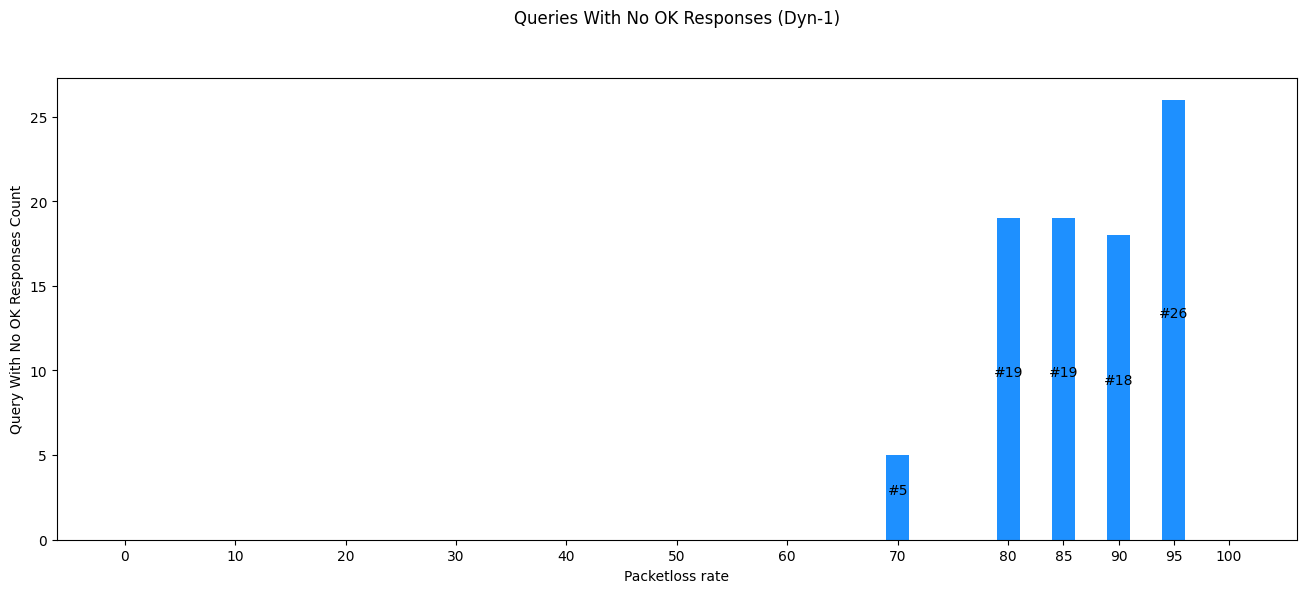 Queries With No OK Responses (Dyn-1)
Query With No OK Responses Count
25
20
15
10
5
0
#5
#19
#19
#18
#26
0 10 20 30 40 50 60 70 80 85 90 95 100
Packetloss rate